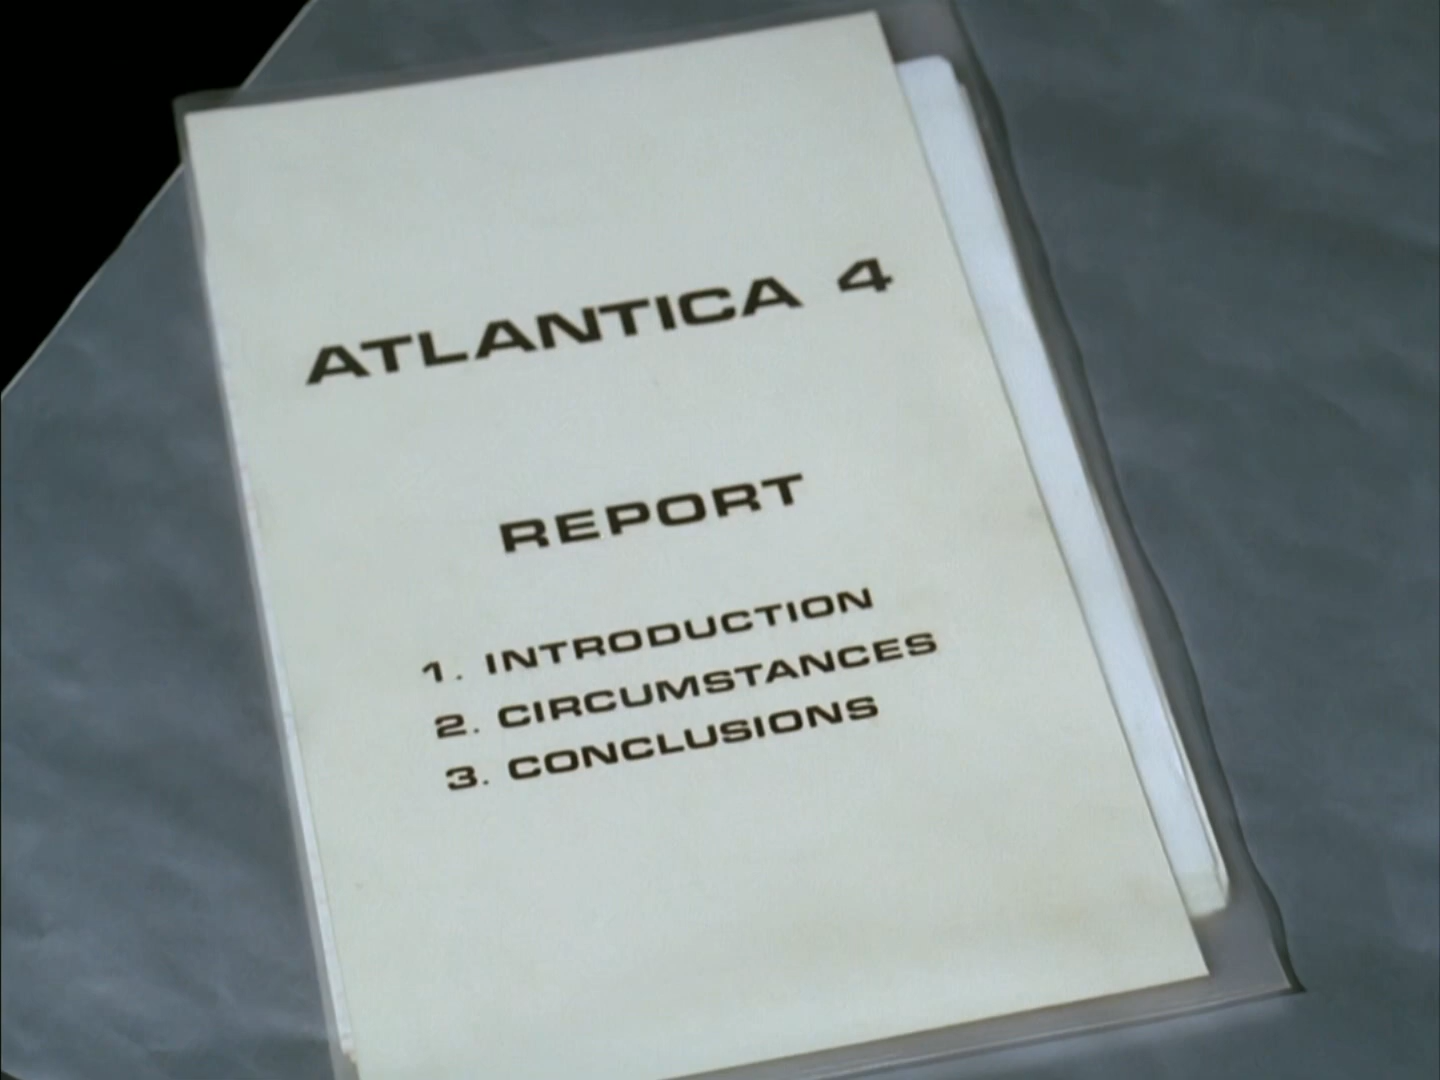 ATLANTICA 4
REPORT
1. INTRODUCTION
2. CIRCUMSTANCES
3. CONCLUSIONS